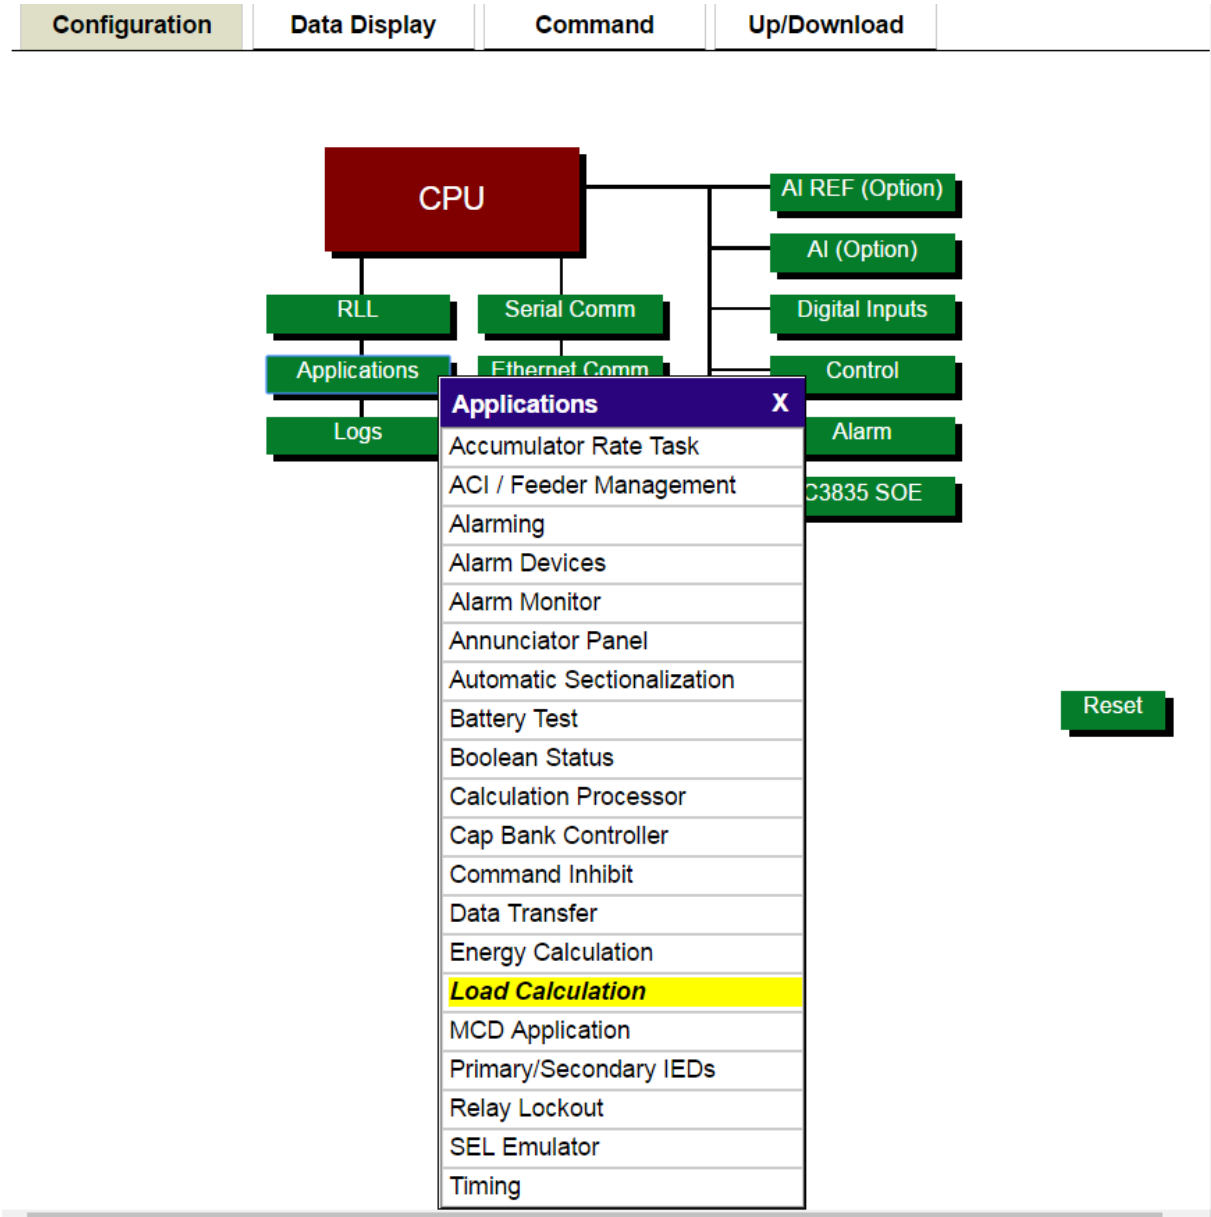 Configuration Data Display Command Up/Download
CPU
AI REF (Option)
AI (Option)
RLL Serial Comm Digital Inputs
Applications Ethernet Comm Control
Applications X
Logs Alarm
Accumulator Rate Task
ACI / Feeder Management
C3835 SOE
Alarming
Alarm Devices
Alarm Monitor
Annunciator Panel
Automatic Sectionalization
Reset
Battery Test
Boolean Status
Calculation Processor
Cap Bank Controller
Command Inhibit
Data Transfer
Energy Calculation
Load Calculation
MCD Application
Primary/Secondary IEDs
Relay Lockout
SEL Emulator
Timing